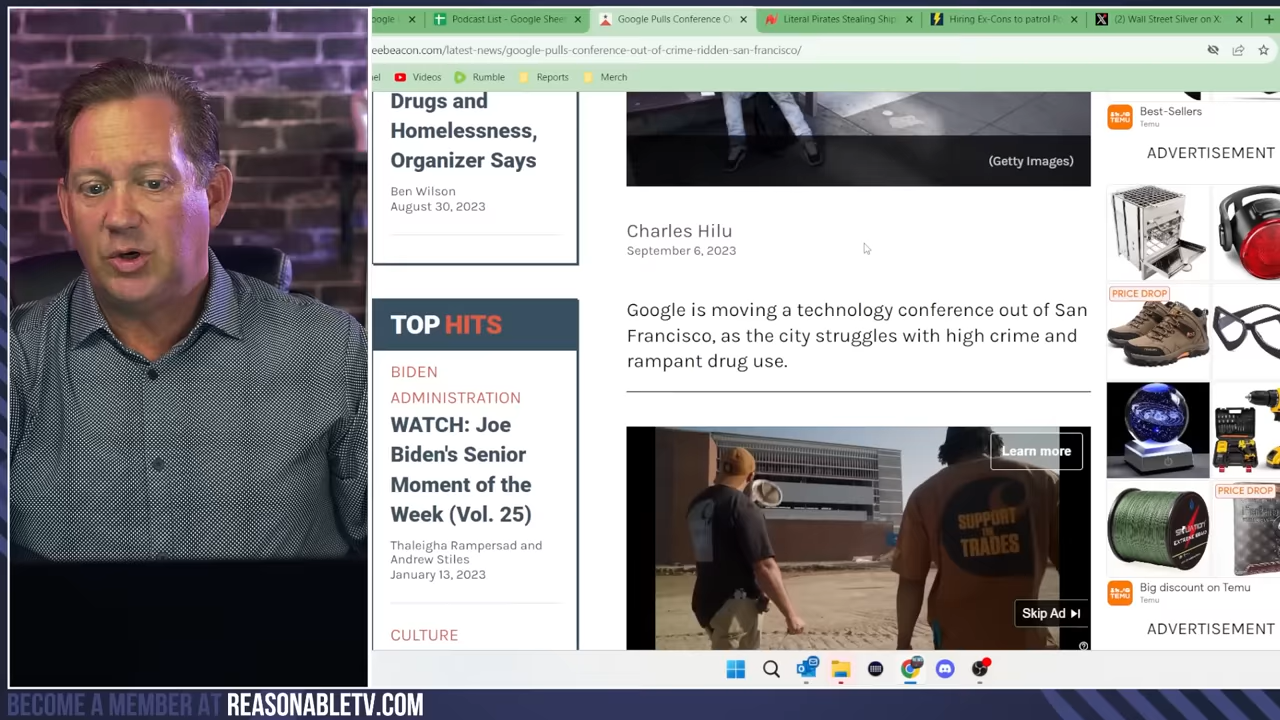 oogle c
Podcast List - Google Sheet
Google Pulls Conference O
Literal Pirates Stealing Ship
Hiring Ex-Cons to patrol P
(2) Wall Street Silver on X:
eebeacon.com/latest-news/google-pulls-conference-out-of-crime-ridden-san-francisco/
nel
Videos
Rumble
Reports
Merch
Drugs and
Homelessness,
Organizer Says
Ben Wilson
August 30, 2023
TOP HITS
BIDEN
ADMINISTRATION
WATCH: Joe
Biden's Senior
Moment of the
Week (Vol. 25)
Thaleigha Rampersad and
Andrew Stiles
January 13, 2023
CULTURE
(Getty Images)
Charles Hilu
September 6, 2023
Google is moving a technology conference out of San
Francisco, as the city struggles with high crime and
rampant drug use.
Learn more
SUPPORT
THE
TRADES
Skip Ad
TEMU
Best-Sellers
Temu
ADVERTISEMENT
PRICE DROP
PRICE DROP
TEMU
Big discount on Temu
Temu
ADVERTISEMENT
BECOME A MEMBER AT REASONABLETV.COM